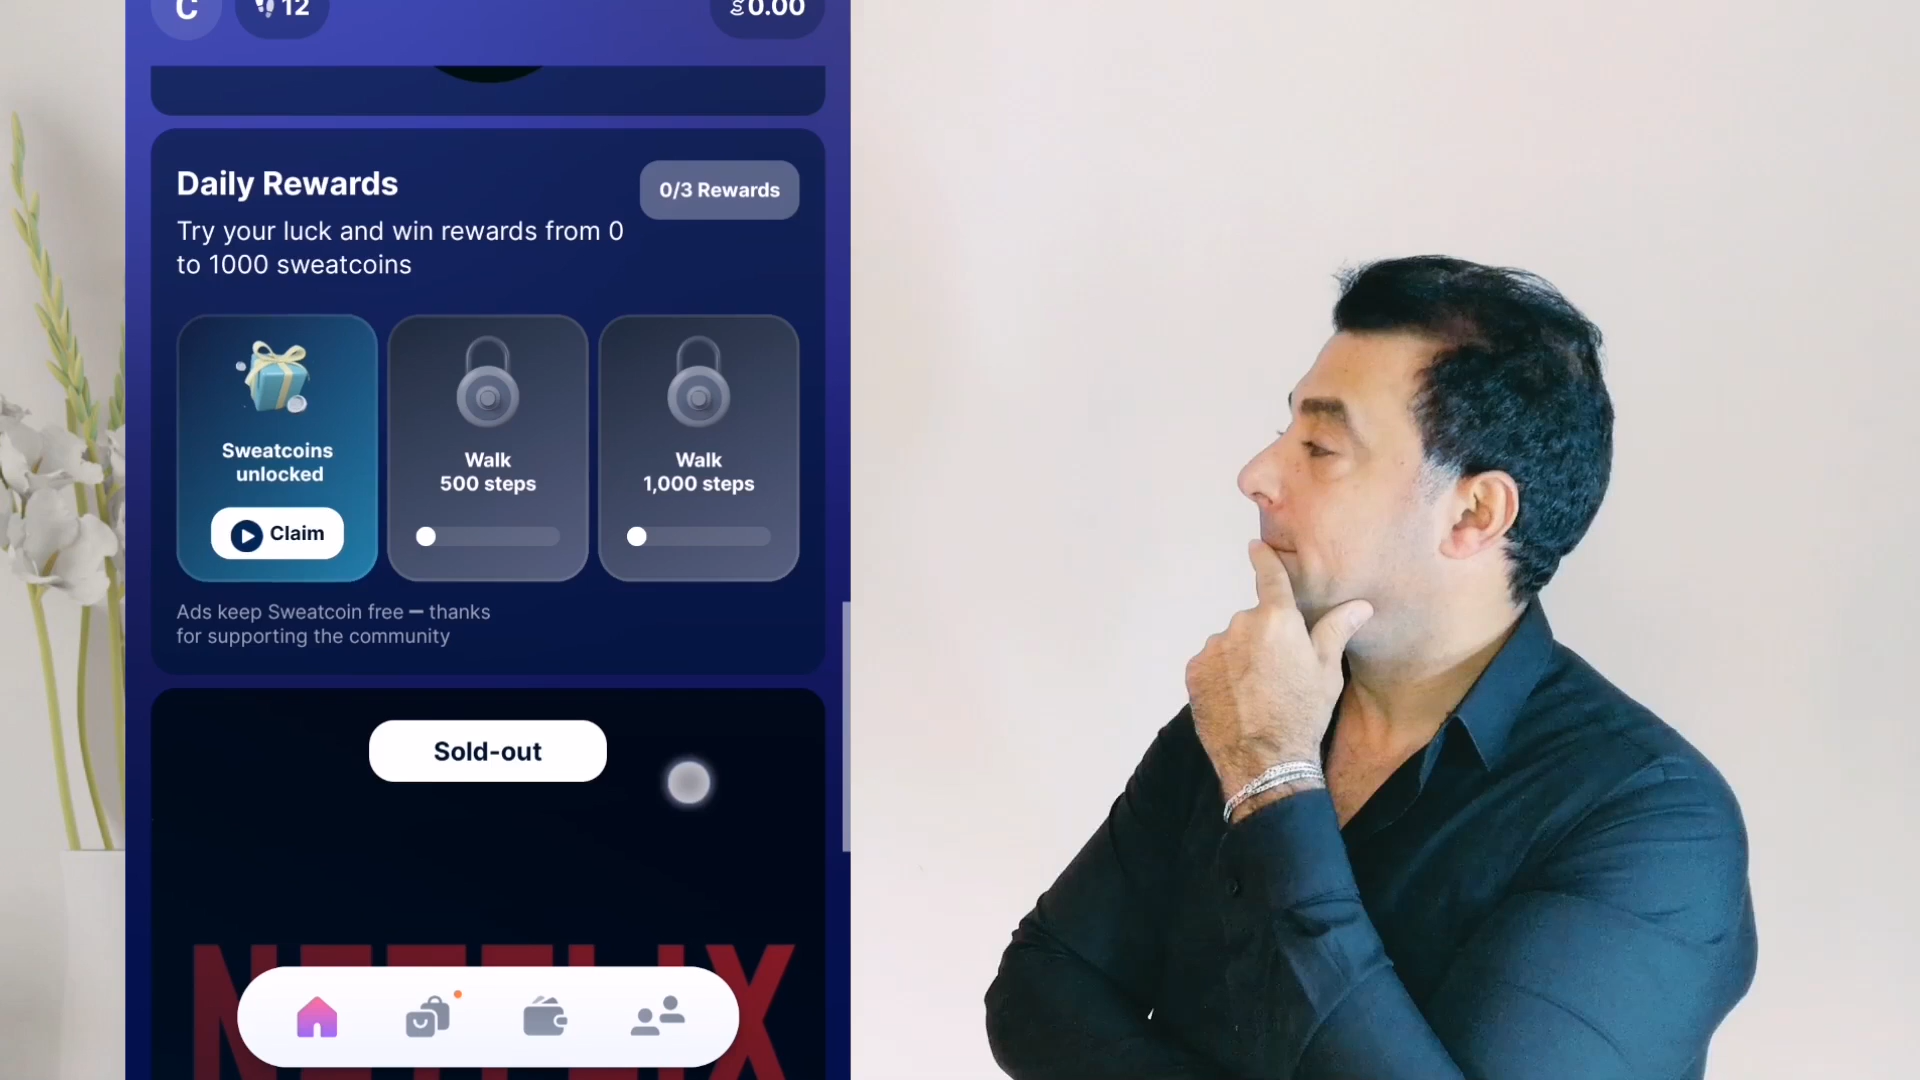 C
12
0.00
Daily Rewards
0/3 Rewards
Try your luck and win rewards from 0
to 1000 sweatcoins
Sweatcoins
unlocked
Claim
Walk
500 steps
Walk
1,000 steps
Ads keep Sweatcoin free – thanks
for supporting the community
Sold-out
NETFLIX